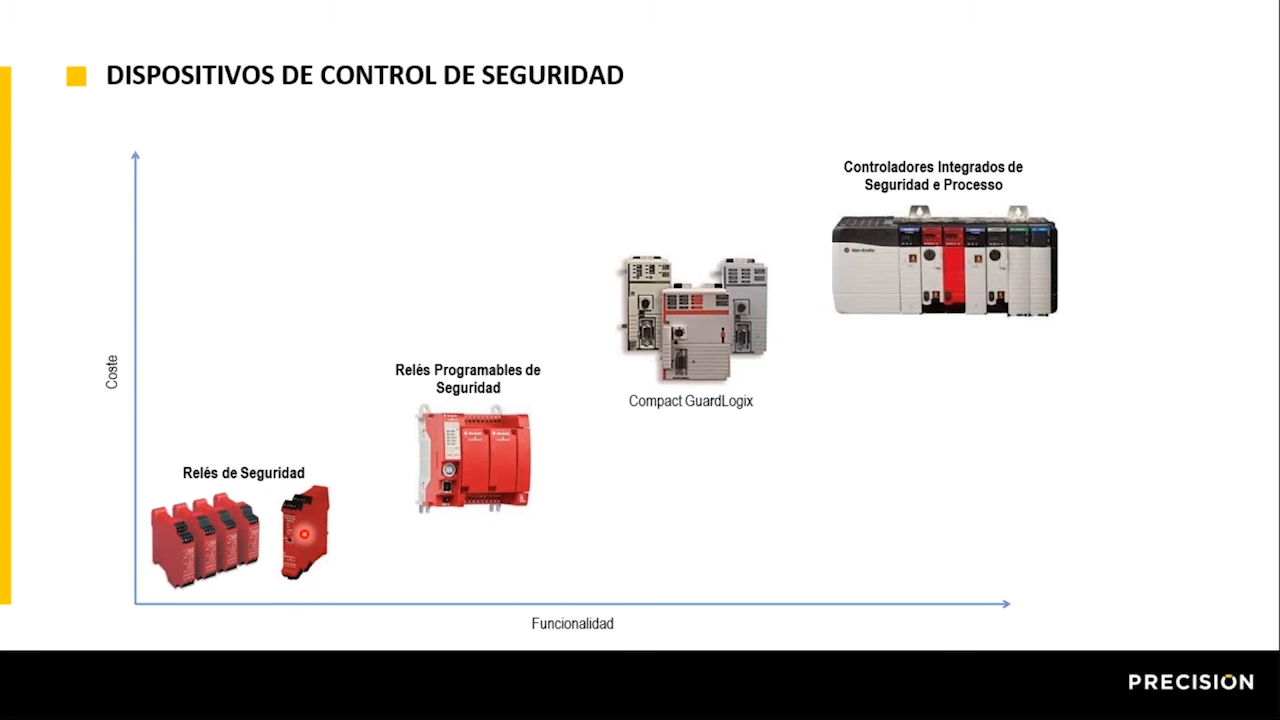 DISPOSITIVOS DE CONTROL DE SEGURIDAD
Controladores Integrados de
Seguridad e Processo
Coste
Relés Programables de
Seguridad
Compact GuardLogix
Relés de Seguridad
Funcionalidad
PRECISION